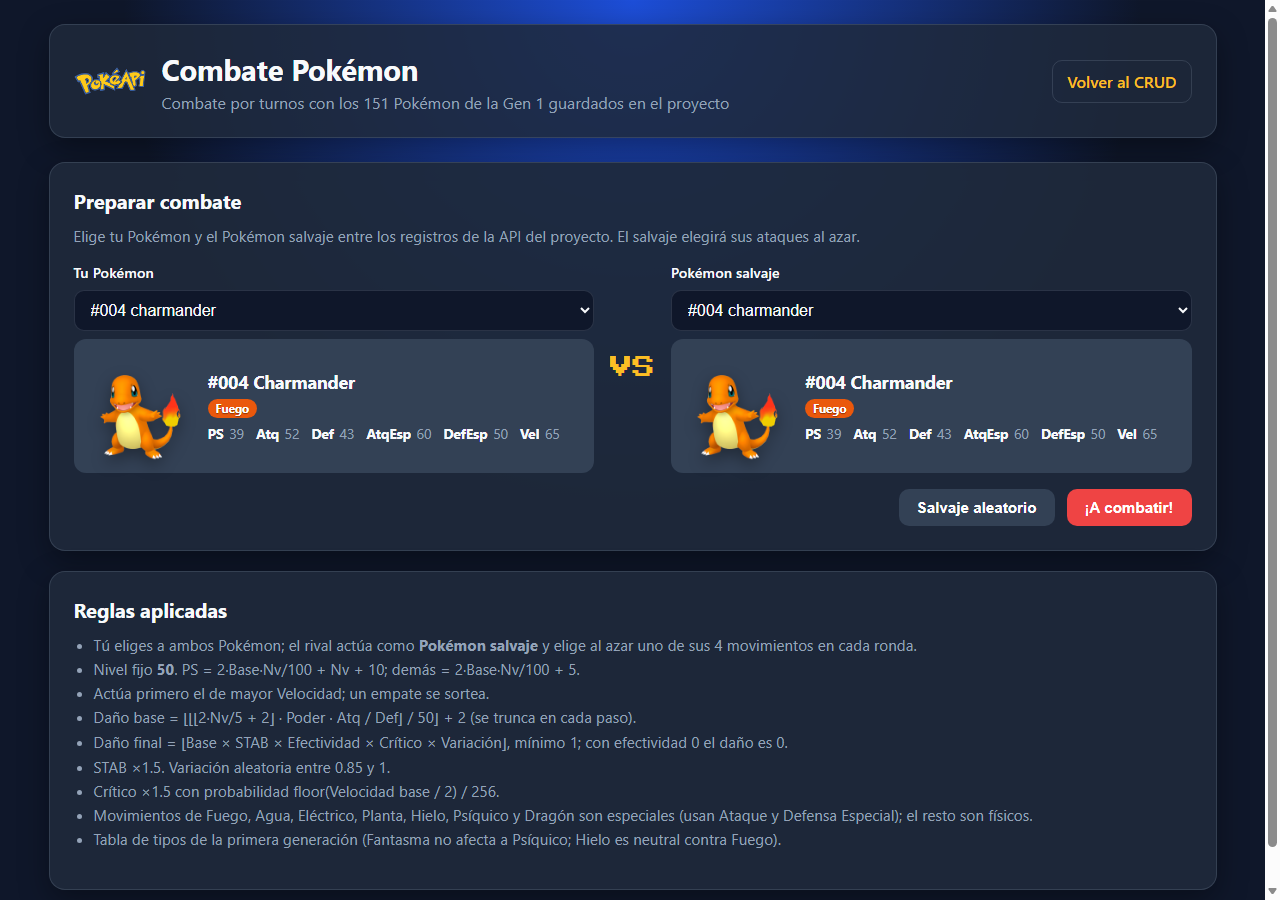 PokéAPI
Combate Pokémon
Combate por turnos con los 151 Pokémon de la Gen 1 guardados en el proyecto
Volver al CRUD
Preparar combate
Elige tu Pokémon y el Pokémon salvaje entre los registros de la API del proyecto. El salvaje elegirá sus ataques al azar.
Tu Pokémon
#004 charmander
#004 Charmander
Fuego
PS 39 Atq 52 Def 43 AtqEsp 60 DefEsp 50 Vel 65
VS
Pokémon salvaje
#004 charmander
#004 Charmander
Fuego
PS 39 Atq 52 Def 43 AtqEsp 60 DefEsp 50 Vel 65
Salvaje aleatorio
¡A combatir!
Reglas aplicadas
• Tú eliges a ambos Pokémon; el rival actúa como Pokémon salvaje y elige al azar uno de sus 4 movimientos en cada ronda.
• Nivel fijo 50. PS = 2·Base·Nv/100 + Nv + 10; demás = 2·Base·Nv/100 + 5.
• Actúa primero el de mayor Velocidad; un empate se sortea.
• Daño base = ⌊⌊⌊2·Nv/5 + 2⌋ · Poder · Atq / Def⌋ / 50⌋ + 2 (se trunca en cada paso).
• Daño final = ⌊Base × STAB × Efectividad × Crítico × Variación⌋, mínimo 1; con efectividad 0 el daño es 0.
• STAB ×1.5. Variación aleatoria entre 0.85 y 1.
• Crítico ×1.5 con probabilidad floor(Velocidad base / 2) / 256.
• Movimientos de Fuego, Agua, Eléctrico, Planta, Hielo, Psíquico y Dragón son especiales (usan Ataque y Defensa Especial); el resto son físicos.
• Tabla de tipos de la primera generación (Fantasma no afecta a Psíquico; Hielo es neutral contra Fuego).